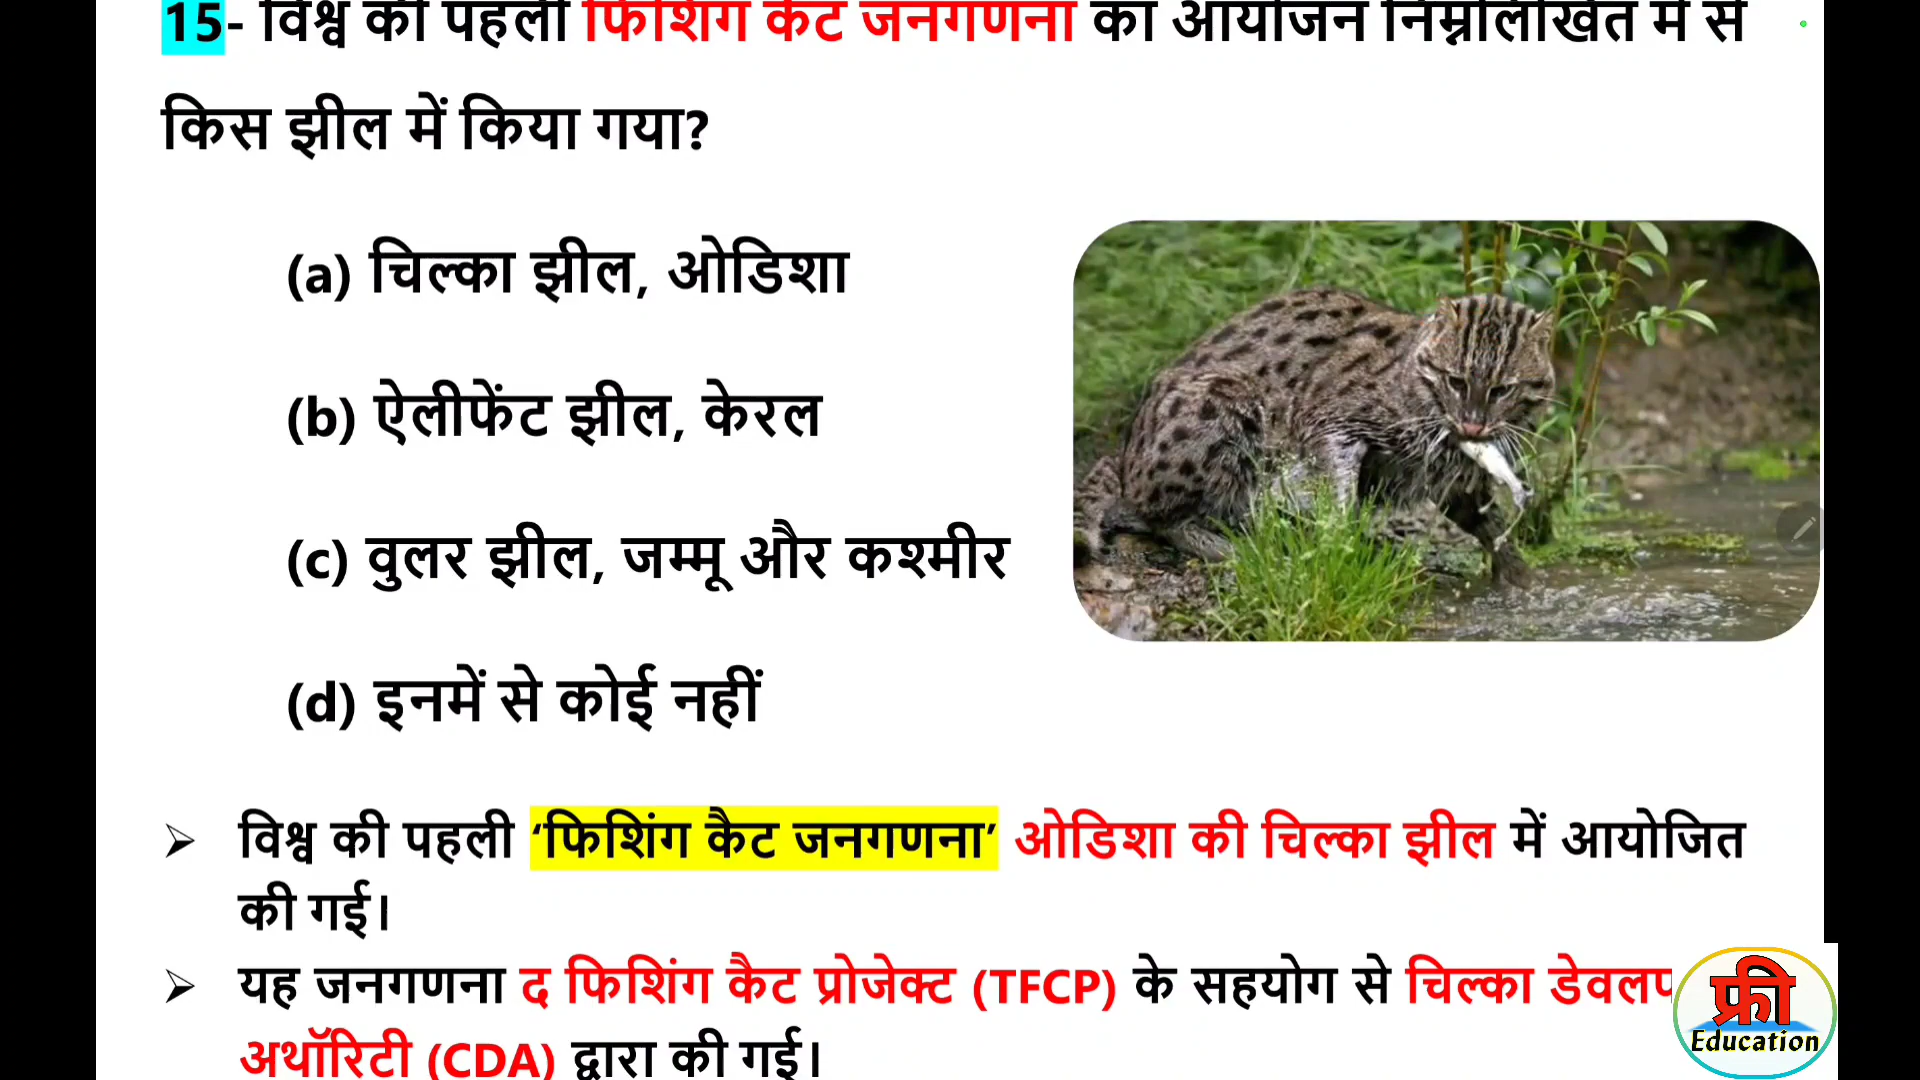 15- विश्व की पहली फिशिंग कैट जनगणना का आयोजन निम्नलिखित में से
किस झील में किया गया?
(a) चिल्का झील, ओडिशा
(b) ऐलीफेंट झील, केरल
(c) वुलर झील, जम्मू और कश्मीर
(d) इनमें से कोई नहीं
➢ विश्व की पहली ‘फिशिंग कैट जनगणना’ ओडिशा की चिल्का झील में आयोजित
की गई।
➢ यह जनगणना द फिशिंग कैट प्रोजेक्ट (TFCP) के सहयोग से चिल्का
अथॉरिटी (CDA) द्वारा की गई।
फ्री
Education